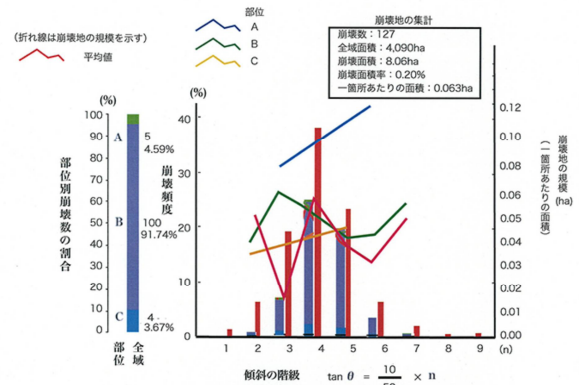 (折れ線は崩壊地の規模を示す)
平均値
部位
A
B
C
崩壊地の集計
崩壊数：127
全域面積：4,090ha
崩壊面積：8.06ha
崩壊面積率：0.20%
一箇所あたりの面積：0.063ha
(%)
100
90
80
70
60
50
40
30
20
10
0
部位別崩壊数の割合
A
5
4.59%
B
100
91.74%
C
4
3.67%
部位
全域
(%)
40
30
20
10
0
崩壊頻度
0.12
0.10
0.08
0.06
0.05
0.04
0.03
0.02
0.01
0.00
崩壊地の規模
(一箇所あたりの面積)
(ha)
1 2 3 4 5 6 7 8 9 (n)
傾斜の階級
tan θ = 10 × n